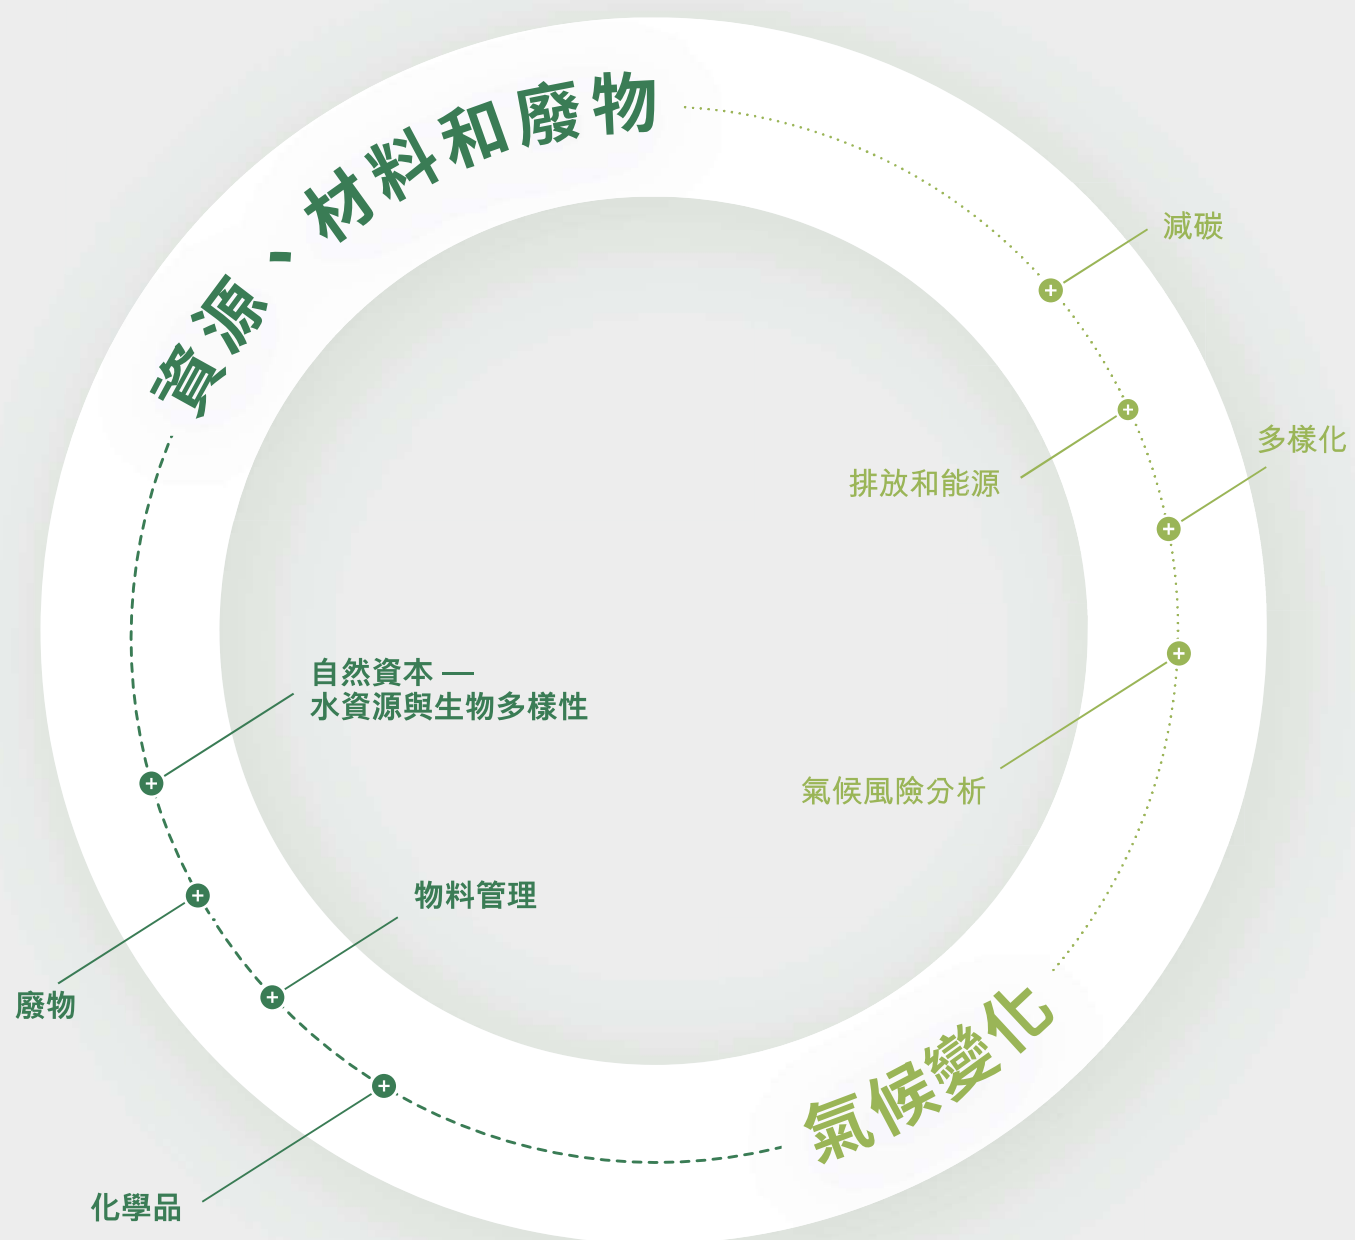 資源、材料和廢物
減碳
多樣化
排放和能源
自然資本 —
水資源與生物多樣性
氣候風險分析
物料管理
廢物
氣候變化
化學品